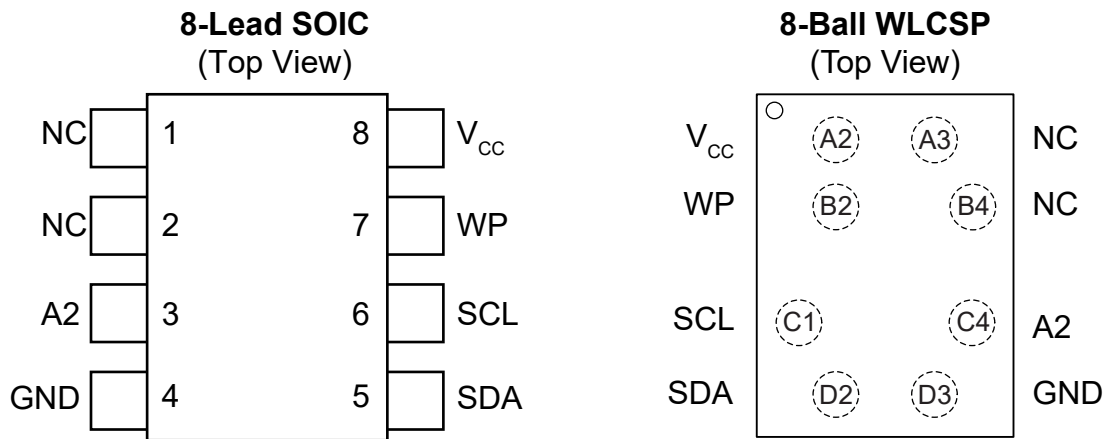 8-Lead SOIC
(Top View)
NC 1 8 VCC
NC 2 7 WP
A2 3 6 SCL
GND 4 5 SDA
8-Ball WLCSP
(Top View)
VCC A2 A3 NC
WP B2 B4 NC
SCL C1 C4 A2
SDA D2 D3 GND